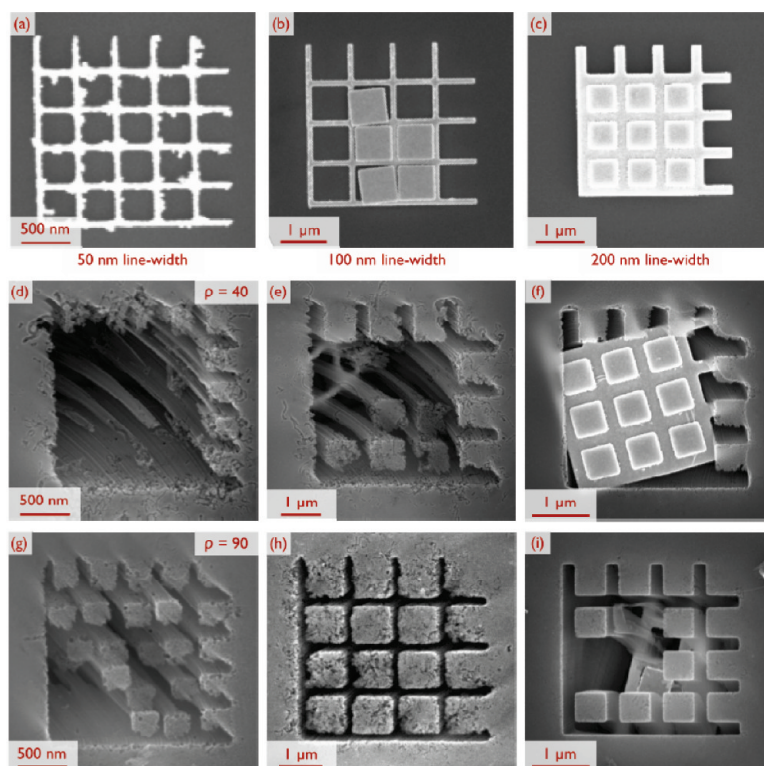 (a)
(b)
(c)
500 nm
1 µm
1 µm
50 nm line-width
100 nm line-width
200 nm line-width
(d)
ρ = 40
(e)
(f)
500 nm
1 µm
1 µm
(g)
ρ = 90
(h)
(i)
500 nm
1 µm
1 µm